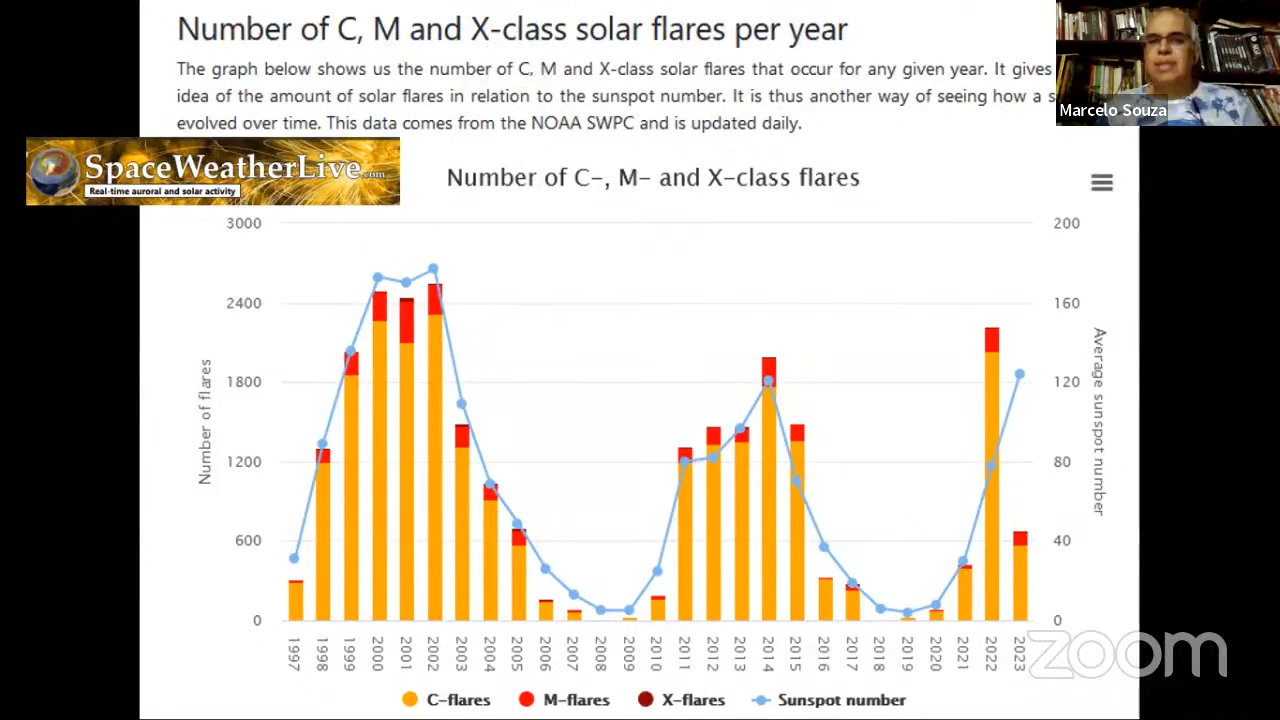 Number of C, M and X-class solar flares per year
The graph below shows us the number of C, M and X-class solar flares that occur for any given year. It gives
idea of the amount of solar flares in relation to the sunspot number. It is thus another way of seeing how a s
evolved over time. This data comes from the NOAA SWPC and is updated daily.
Marcelo Souza
SpaceWeatherLive.com
Real-time auroral and solar activity
Number of C-, M- and X-class flares
3000
2400
1800
1200
600
0
Number of flares
200
160
120
80
40
0
Average sunspot number
1997 1998 1999 2000 2001 2002 2003 2004 2005 2006 2007 2008 2009 2010 2011 2012 2013 2014 2015 2016 2017 2018 2019 2020 2021 2022 2023
C-flares M-flares X-flares Sunspot number
zoom